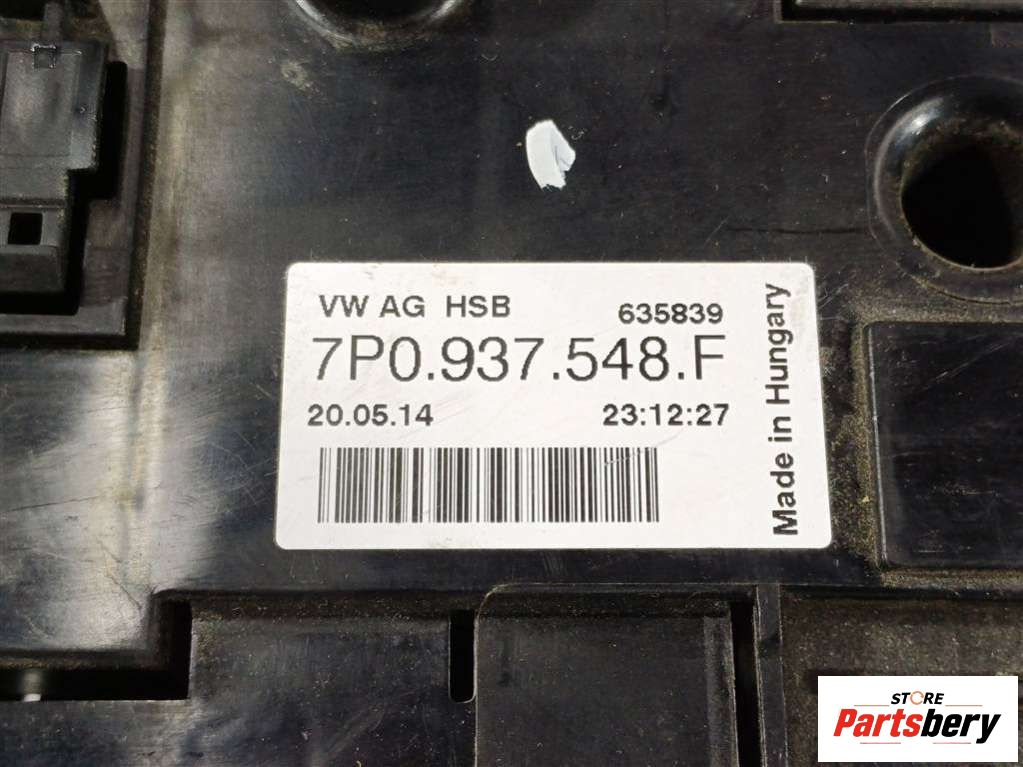 VW AG HSB 635839
7P0.937.548.F
20.05.14 23:12:27
Made in Hungary
STORE
Partsbery